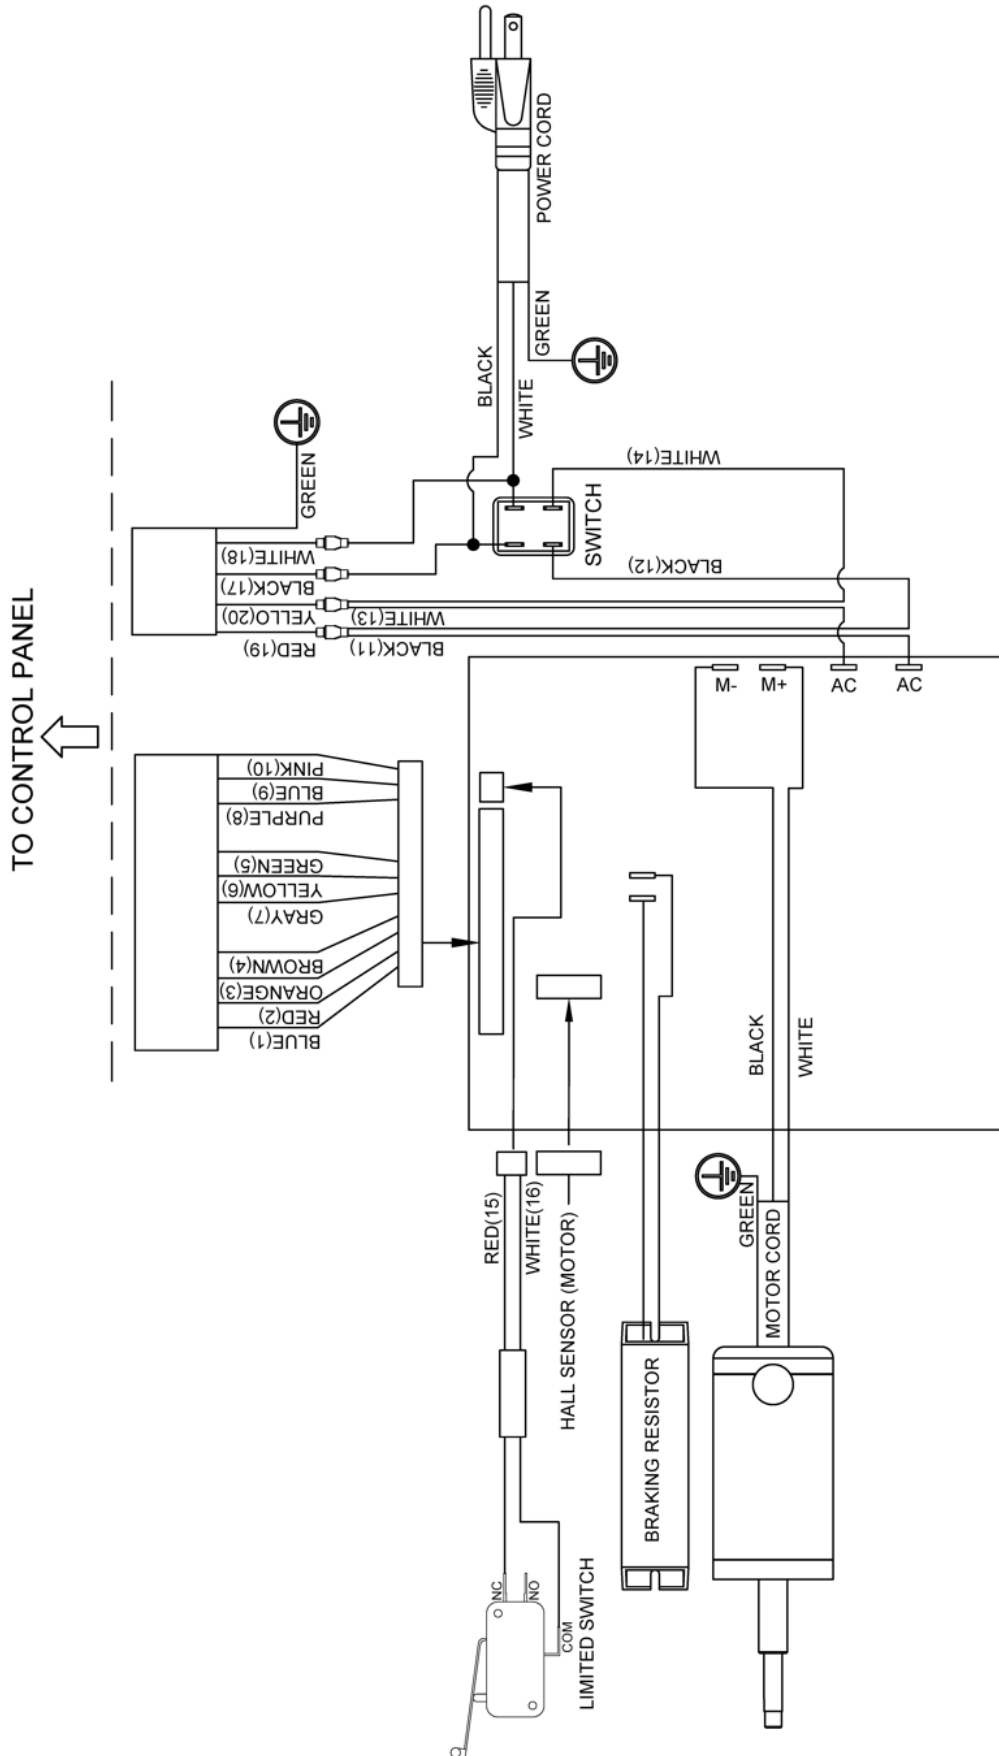 TO CONTROL PANEL
POWER CORD
BLACK
WHITE
GREEN
GREEN
WHITE(18)
BLACK(17)
YELLO(20)
RED(19)
WHITE(13)
BLACK(11)
SWITCH
WHITE(14)
BLACK(12)
PINK(10)
BLUE(9)
PURPLE(8)
GREEN(5)
YELLOW(6)
GRAY(7)
BROWN(4)
ORANGE(3)
RED(2)
BLUE(1)
M-
M+
AC
AC
BLACK
WHITE
RED(15)
WHITE(16)
HALL SENSOR (MOTOR)
GREEN
MOTOR CORD
BRAKING RESISTOR
NC
NO
COM
LIMITED SWITCH